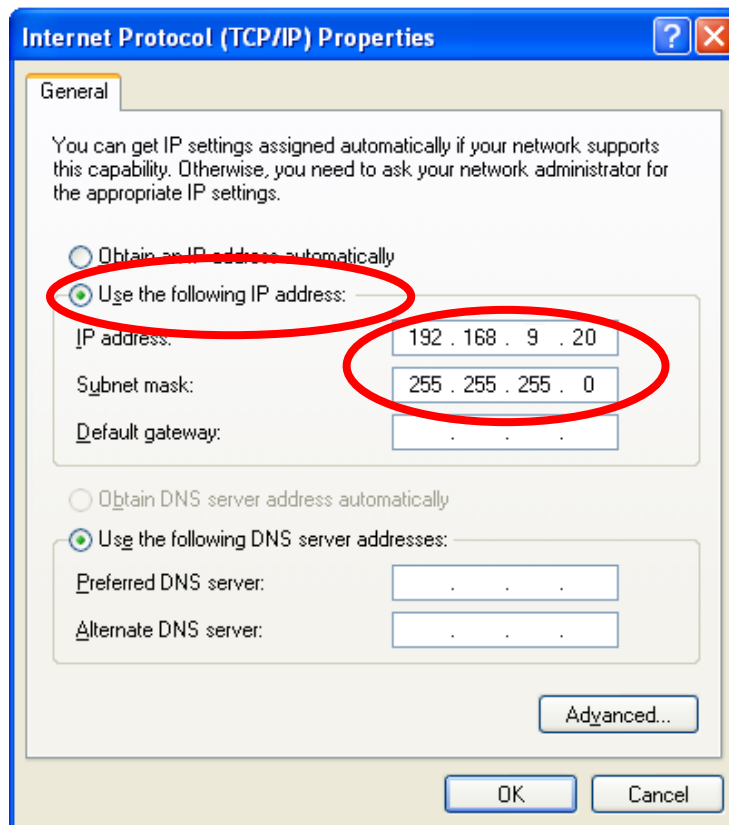 Internet Protocol (TCP/IP) Properties
General
You can get IP settings assigned automatically if your network supports
this capability. Otherwise, you need to ask your network administrator for
the appropriate IP settings.
Obtain an IP address automatically
Use the following IP address:
IP address: 192 . 168 . 9 . 20
Subnet mask: 255 . 255 . 255 . 0
Default gateway: . . .
Obtain DNS server address automatically
Use the following DNS server addresses:
Preferred DNS server: . . .
Alternate DNS server: . . .
Advanced...
OK Cancel